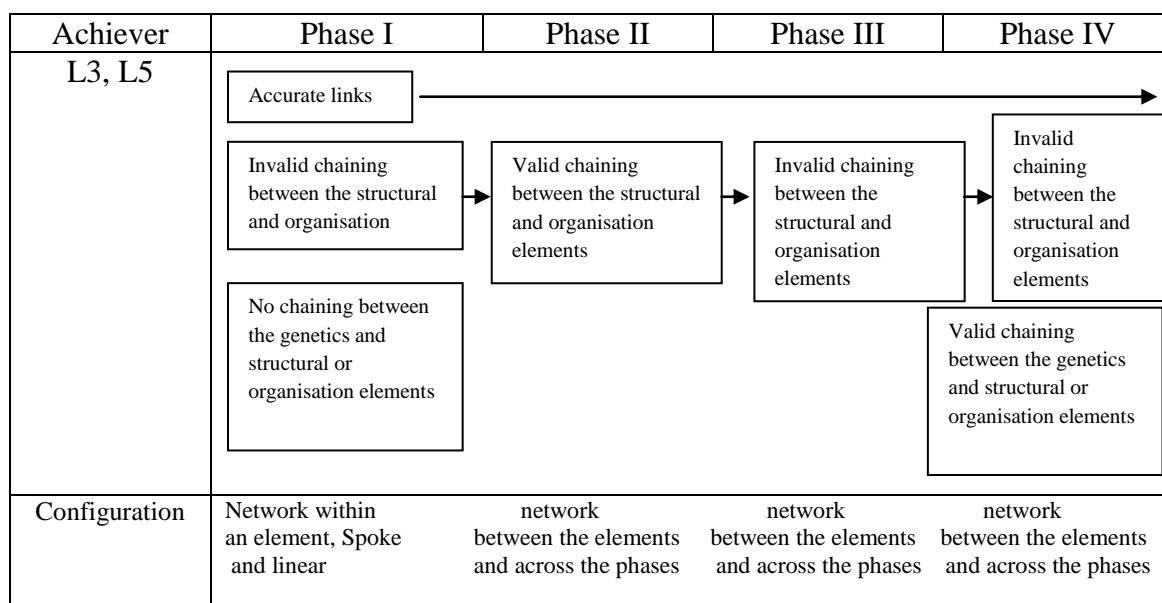 Achiever Phase I Phase II Phase III Phase IV
L3, L5
Accurate links
Invalid chaining
between the structural
and organisation
Valid chaining
between the structural
and organisation
elements
Invalid chaining
between the
structural and
organisation
elements
Invalid
chaining
between the
structural and
organisation
elements
No chaining between
the genetics and
structural or
organisation elements
Valid chaining
between the genetics
and structural or
organisation elements
Configuration
Network within
an element, Spoke
and linear
network
between the elements
and across the phases
network
between the elements
and across the phases
network
between the elements
and across the phases